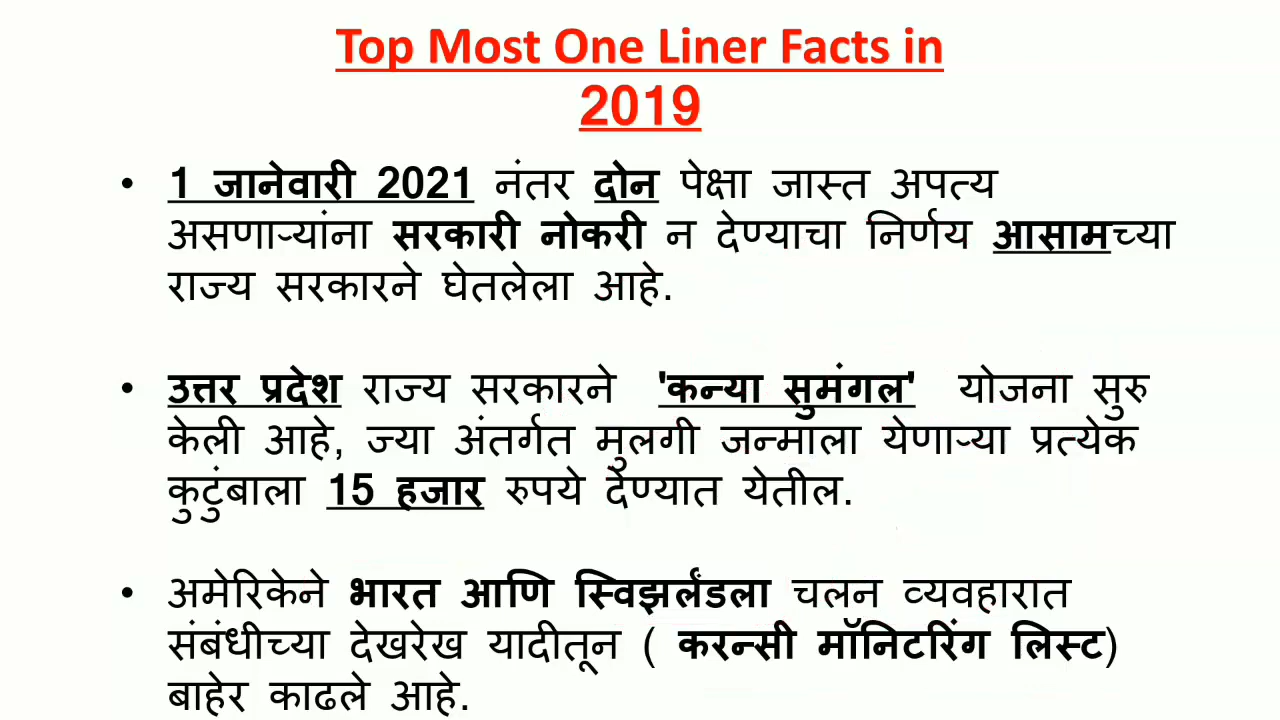 Top Most One Liner Facts in
2019
• 1 जानेवारी 2021 नंतर दोन पेक्षा जास्त अपत्य
असणाऱ्यांना सरकारी नोकरी न देण्याचा निर्णय आसामच्या
राज्य सरकारने घेतलेला आहे.
• उत्तर प्रदेश राज्य सरकारने 'कन्या सुमंगल' योजना सुरु
केली आहे, ज्या अंतर्गत मुलगी जन्माला येणाऱ्या प्रत्येक
कुटुंबाला 15 हजार रुपये देण्यात येतील.
• अमेरिकेने भारत आणि स्विझर्लंडला चलन व्यवहारात
संबंधीच्या देखरेख यादीतून ( करन्सी मॉनिटरिंग लिस्ट)
बाहेर काढले आहे.